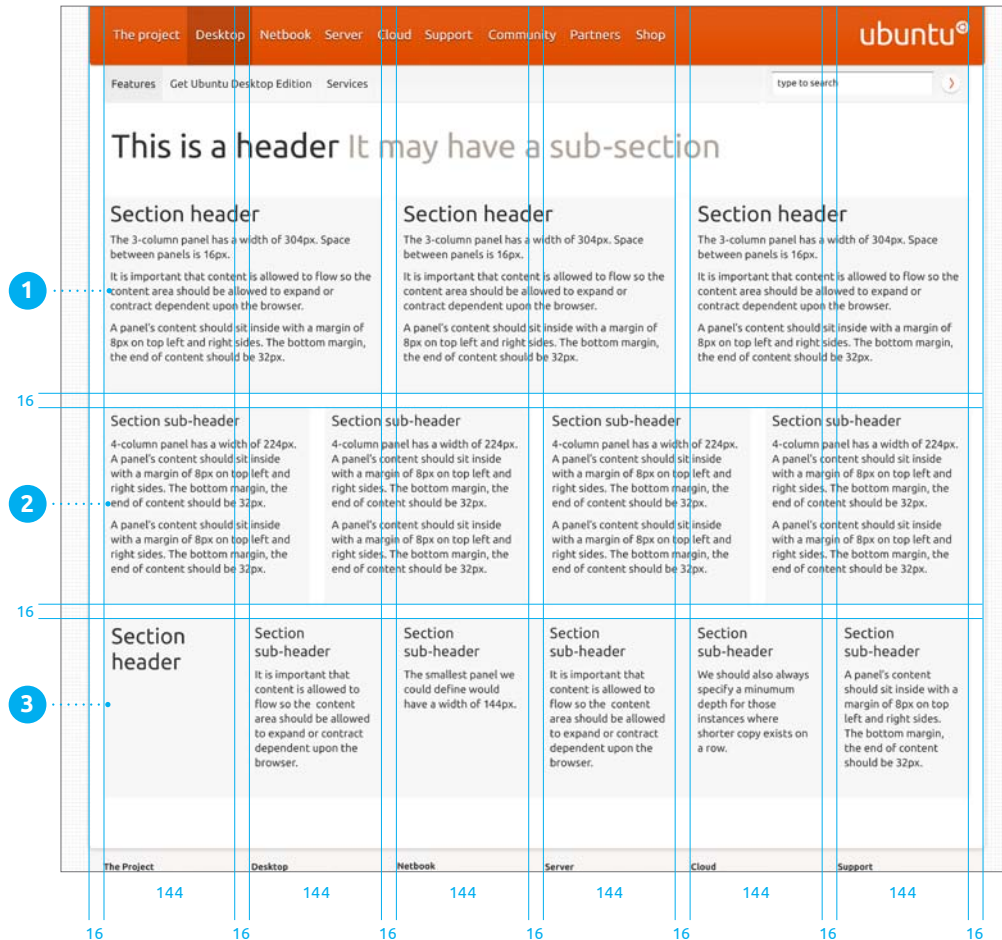 The project Desktop Netbook Server Cloud Support Community Partners Shop ubuntu
Features Get Ubuntu Desktop Edition Services type to search
This is a header It may have a sub-section
Section header
The 3-column panel has a width of 304px. Space
between panels is 16px.
It is important that content is allowed to flow so the
content area should be allowed to expand or
contract dependent upon the browser.
A panel's content should sit inside with a margin of
8px on top left and right sides. The bottom margin,
the end of content should be 32px.
Section header
The 3-column panel has a width of 304px. Space
between panels is 16px.
It is important that content is allowed to flow so the
content area should be allowed to expand or
contract dependent upon the browser.
A panel's content should sit inside with a margin of
8px on top left and right sides. The bottom margin,
the end of content should be 32px.
Section header
The 3-column panel has a width of 304px. Space
between panels is 16px.
It is important that content is allowed to flow so the
content area should be allowed to expand or
contract dependent upon the browser.
A panel's content should sit inside with a margin of
8px on top left and right sides. The bottom margin,
the end of content should be 32px.
1
16
Section sub-header
4-column panel has a width of 224px.
A panel's content should sit inside
with a margin of 8px on top left and
right sides. The bottom margin, the
end of content should be 32px.
A panel's content should sit inside
with a margin of 8px on top left and
right sides. The bottom margin, the
end of content should be 32px.
Section sub-header
4-column panel has a width of 224px.
A panel's content should sit inside
with a margin of 8px on top left and
right sides. The bottom margin, the
end of content should be 32px.
A panel's content should sit inside
with a margin of 8px on top left and
right sides. The bottom margin, the
end of content should be 32px.
Section sub-header
4-column panel has a width of 224px.
A panel's content should sit inside
with a margin of 8px on top left and
right sides. The bottom margin, the
end of content should be 32px.
A panel's content should sit inside
with a margin of 8px on top left and
right sides. The bottom margin, the
end of content should be 32px.
Section sub-header
4-column panel has a width of 224px.
A panel's content should sit inside
with a margin of 8px on top left and
right sides. The bottom margin, the
end of content should be 32px.
A panel's content should sit inside
with a margin of 8px on top left and
right sides. The bottom margin, the
end of content should be 32px.
2
16
Section
header
Section
sub-header
It is important that
content is allowed to
flow so the content
area should be allowed
to expand or contract
dependent upon the
browser.
Section
sub-header
The smallest panel we
could define would
have a width of 144px.
Section
sub-header
It is important that
content is allowed to
flow so the content
area should be allowed
to expand or contract
dependent upon the
browser.
Section
sub-header
We should also always
specify a minumum
depth for those
instances where
shorter copy exists on
a row.
Section
sub-header
A panel's content
should sit inside with a
margin of 8px on top
left and right sides.
The bottom margin,
the end of content
should be 32px.
3
The Project Desktop Netbook Server Cloud Support
144 144 144 144 144 144
16 16 16 16 16 16 16